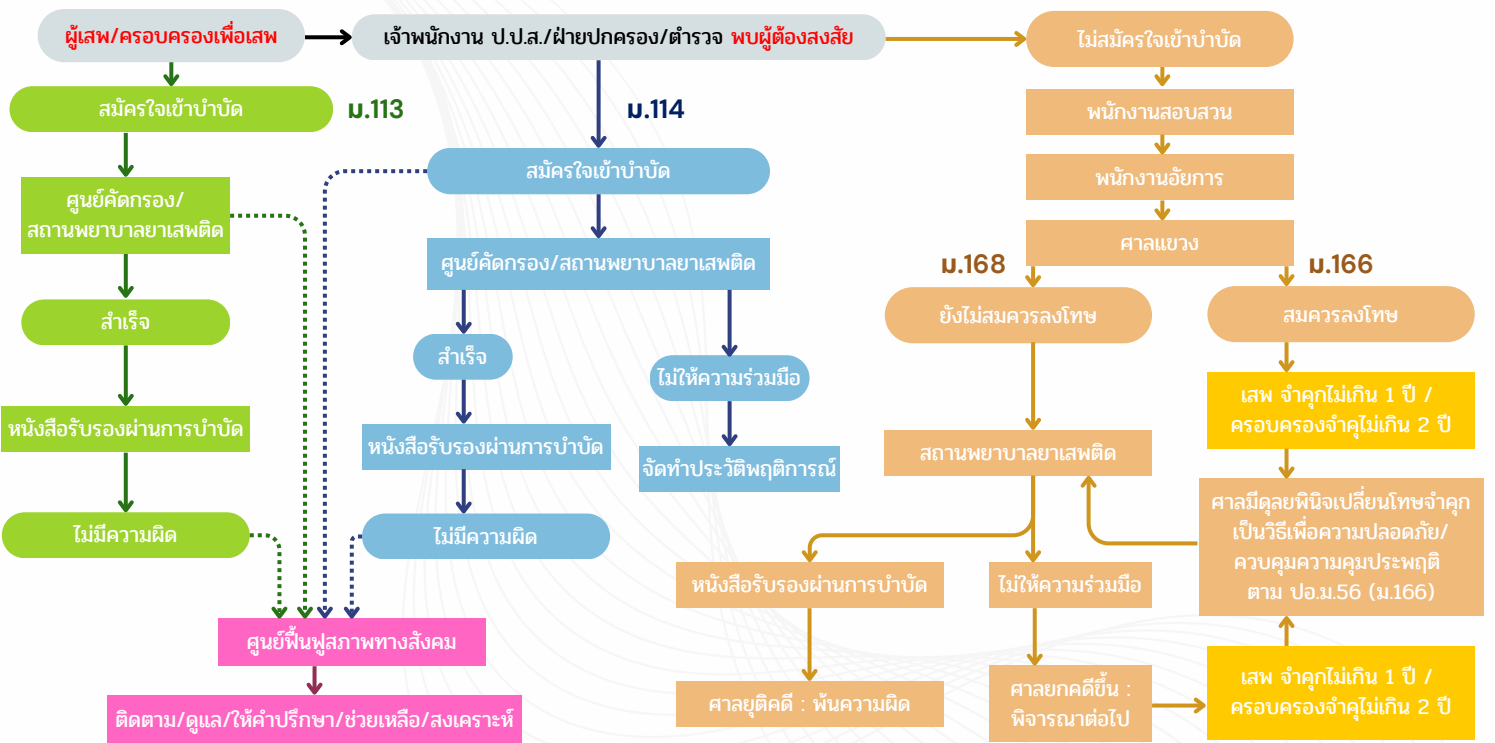 ผู้เสพ/ครอบครองเพื่อเสพ
เจ้าพนักงาน ป.ป.ส./ฝ่ายปกครอง/ตำรวจ พบผู้ต้องสงสัย
ไม่สมัครใจเข้าบำบัด
สมัครใจเข้าบำบัด
ม.113
ม.114
พนักงานสอบสวน
สมัครใจเข้าบำบัด
พนักงานอัยการ
ศูนย์คัดกรอง/
สถานพยาบาลยาเสพติด
ศาลแขวง
ศูนย์คัดกรอง/สถานพยาบาลยาเสพติด
ม.168
ม.166
สำเร็จ
ยังไม่สมควรลงโทษ
สมควรลงโทษ
สำเร็จ
ไม่ให้ความร่วมมือ
เสพ จำคุกไม่เกิน 1 ปี /
ครอบครองจำคุไม่เกิน 2 ปี
หนังสือรับรองผ่านการบำบัด
หนังสือรับรองผ่านการบำบัด
จัดทำประวัติพฤติการณ์
สถานพยาบาลยาเสพติด
ไม่มีความผิด
ไม่มีความผิด
ศาลมีดุลยพินิจเปลี่ยนโทษจำคุก
เป็นวิธีเพื่อความปลอดภัย/
ควบคุมความคุมประพฤติ
ตาม ปอ.ม.56 (ม.166)
หนังสือรับรองผ่านการบำบัด
ไม่ให้ความร่วมมือ
ศูนย์ฟื้นฟูสภาพทางสังคม
ติดตาม/ดูแล/ให้คำปรึกษา/ช่วยเหลือ/สงเคราะห์
ศาลยุติคดี : พ้นความผิด
ศาลยกคดีขึ้น :
พิจารณาต่อไป
เสพ จำคุกไม่เกิน 1 ปี /
ครอบครองจำคุไม่เกิน 2 ปี